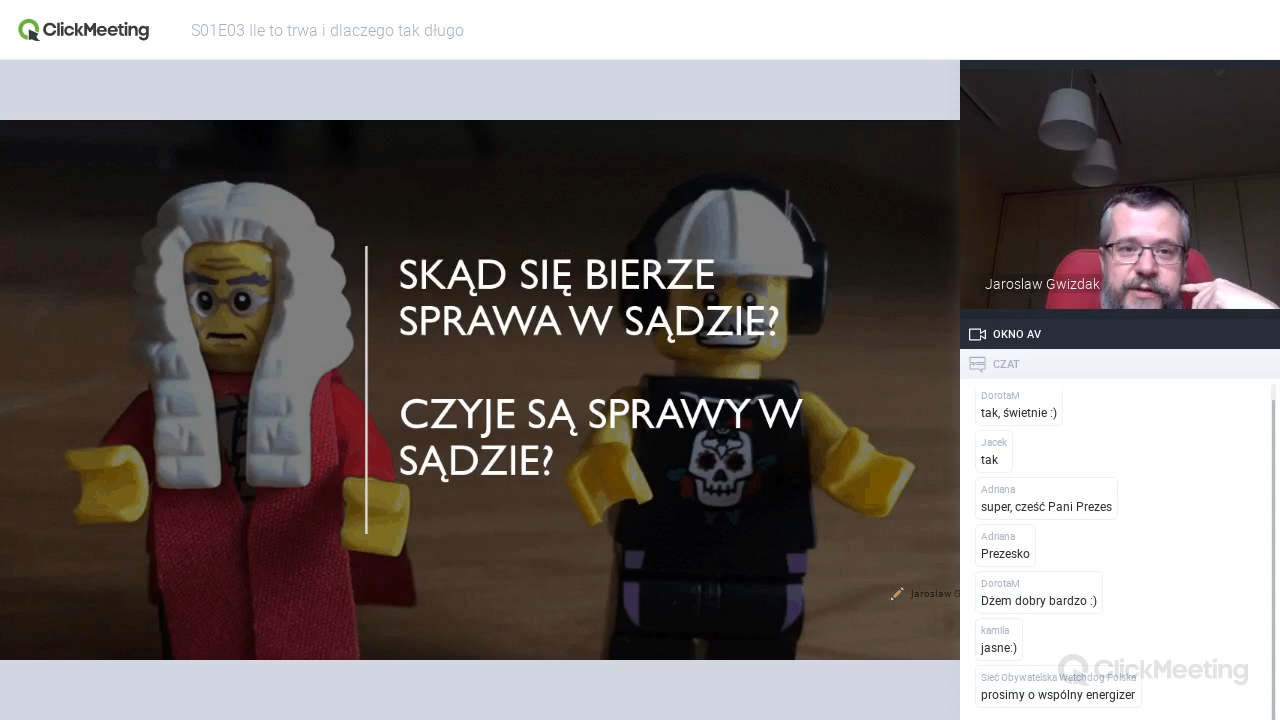 ClickMeeting
S01E03 Ile to trwa i dlaczego tak długo
SKĄD SIĘ BIERZE
SPRAWA W SĄDZIE?
CZYJE SĄ SPRAWY W
SĄDZIE?
Jaroslaw G
Jaroslaw Gwizdak
OKNO AV
CZAT
DorotaM
tak, świetnie :)
Jacek
tak
Adriana
super, cześć Pani Prezes
Adriana
Prezesko
DorotaM
Dżem dobry bardzo :)
kamila
jasne:)
Sieć Obywatelska Watchdog Polska
prosimy o wspólny energizer
ClickMeeting